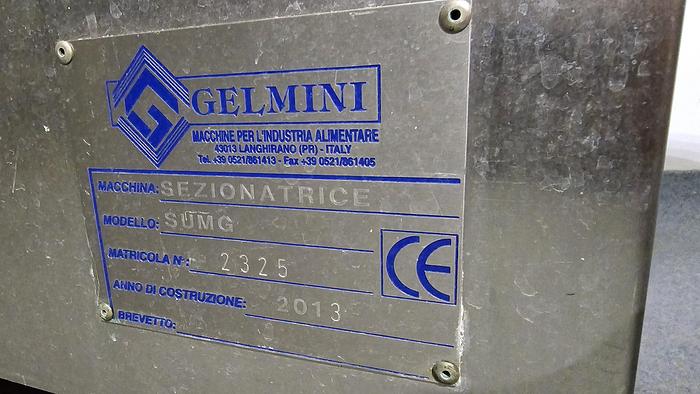 GELMINI
MACCHINE PER L'INDUSTRIA ALIMENTARE
43013 LANGHIRANO (PR) - ITALY
Tel. +39 0521/861413 - Fax +39 0521/861405
MACCHINA: SEZIONATRICE
MODELLO: SUMG
MATRICOLA N°: 2325
CE
ANNO DI COSTRUZIONE: 2013
BREVETTO: